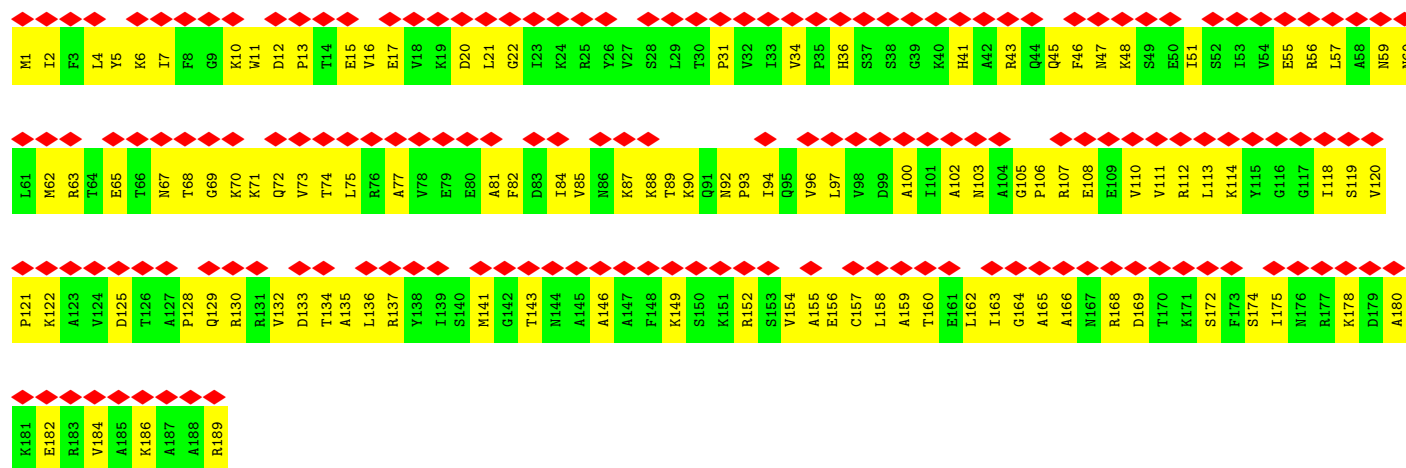 M1 I2 F3 L4 Y5 K6 I7 F8 G9 K10 W11 D12 P13 T14 E15 V16 E17 V18 K19 D20 L21 G22 I23 K24 R25 Y26 V27 S28 L29 T30 P31 V32 I33 V34 P35 H36 S37 S38 G39 K40 H41 A42 R43 Q44 Q45 F46 N47 K48 S49 E50 I51 S52 I53 V54 E55 R56 L57 A58 N59 N60
L61 M62 R63 T64 E65 T66 N67 T68 G69 K70 K71 Q72 V73 T74 L75 R76 A77 V78 E79 E80 A81 F82 D83 I84 V85 N86 K87 K88 T89 K90 Q91 N92 P93 I94 Q95 V96 L97 V98 D99 A100 I101 A102 N103 A104 G105 P106 R107 E108 E109 V110 V111 R112 L113 K114 Y115 G116 G117 I118 S119 V120
P121 K122 A123 V124 D125 T126 A127 P128 Q129 R130 R131 V132 D133 T134 A135 L136 R137 Y138 I139 S140 M141 G142 T143 N144 A145 A146 A147 F148 K149 S150 K151 R152 S153 V154 A155 E156 C157 L158 A159 T160 E161 L162 I163 G164 A165 A166 N167 R168 D169 T170 K171 S172 F173 S174 I175 N176 R177 K178 D179 A180
K181 E182 R183 V184 A185 K186 A187 A188 R189